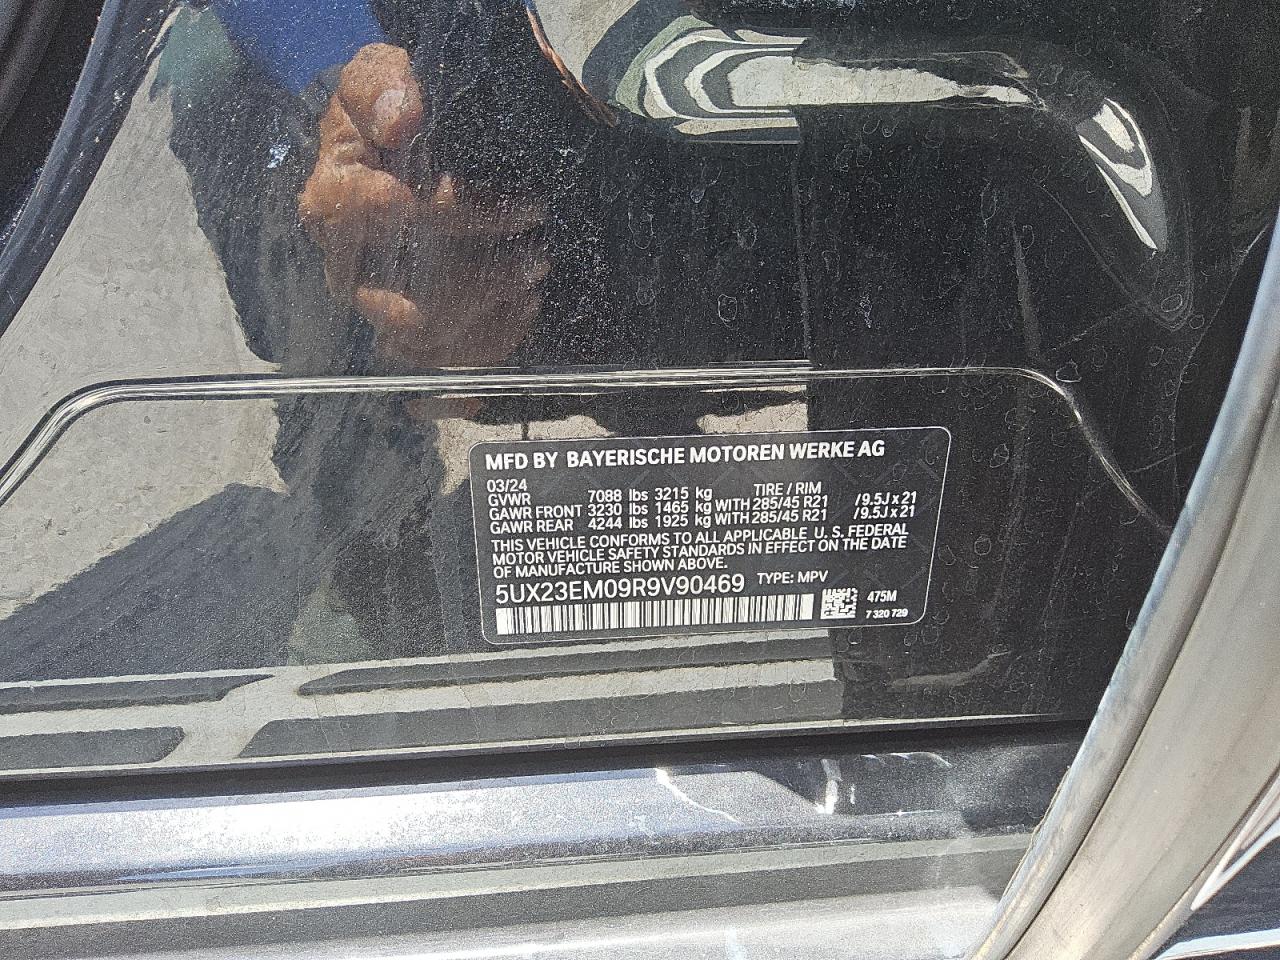 MFD BY BAYERISCHE MOTOREN WERKE AG
03/24 TIRE / RIM
GVWR 7088 lbs 3215 kg
GAWR FRONT 3230 lbs 1465 kg WITH 285/45 R21 /9.5J x 21
GAWR REAR 4244 lbs 1925 kg WITH 285/45 R21 /9.5J x 21
THIS VEHICLE CONFORMS TO ALL APPLICABLE U. S. FEDERAL
MOTOR VEHICLE SAFETY STANDARDS IN EFFECT ON THE DATE
OF MANUFACTURE SHOWN ABOVE.
5UX23EM09R9V90469 TYPE: MPV
475M
7 320 729